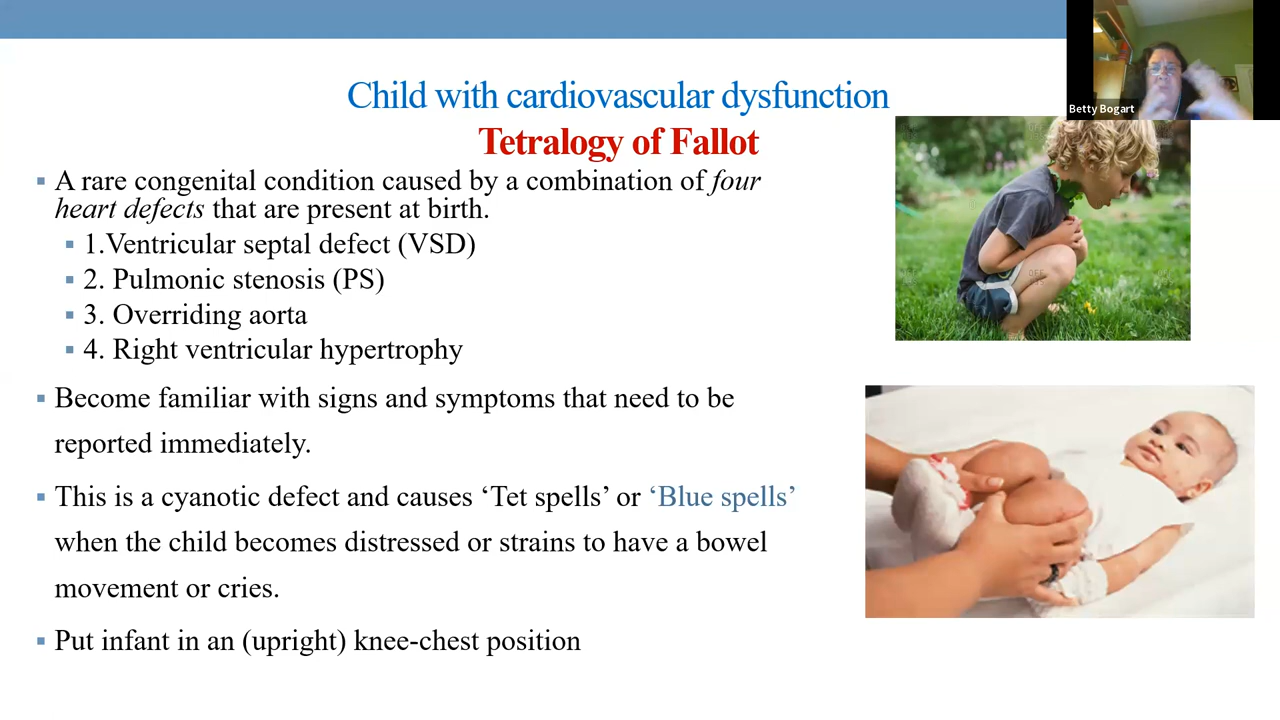 Betty Bogart
Child with cardiovascular dysfunction
Tetralogy of Fallot
A rare congenital condition caused by a combination of four
heart defects that are present at birth.
1.Ventricular septal defect (VSD)
2. Pulmonic stenosis (PS)
3. Overriding aorta
4. Right ventricular hypertrophy
Become familiar with signs and symptoms that need to be
reported immediately.
This is a cyanotic defect and causes ‘Tet spells’ or ‘Blue spells’
when the child becomes distressed or strains to have a bowel
movement or cries.
Put infant in an (upright) knee-chest position